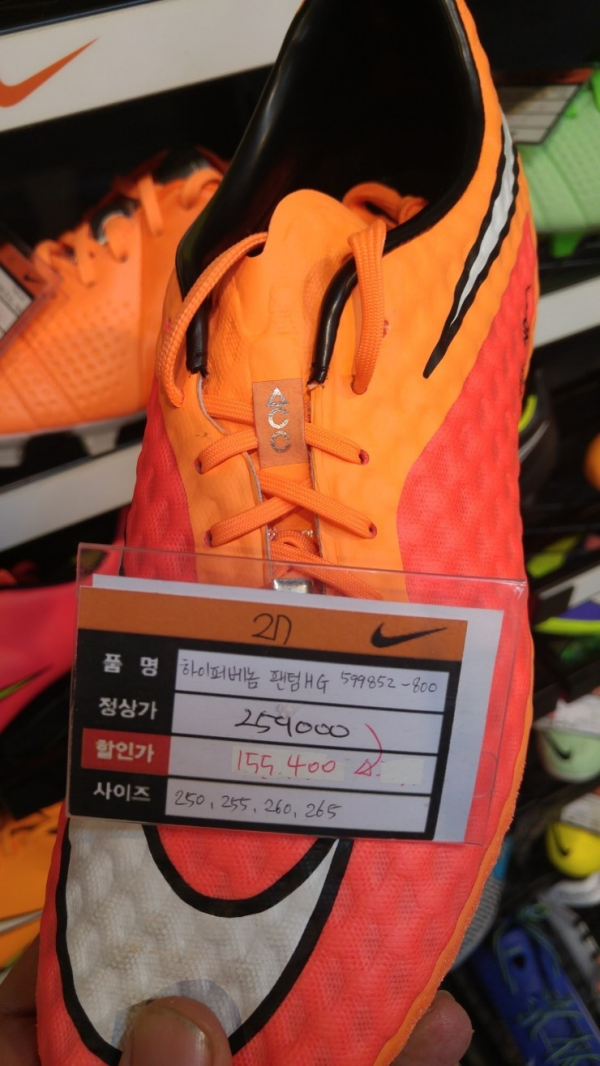 ACC
품 명 하이퍼베놈 팬텀HG 599852-800
정상가 259000
할인가 155.400
사이즈 250, 255, 260, 265